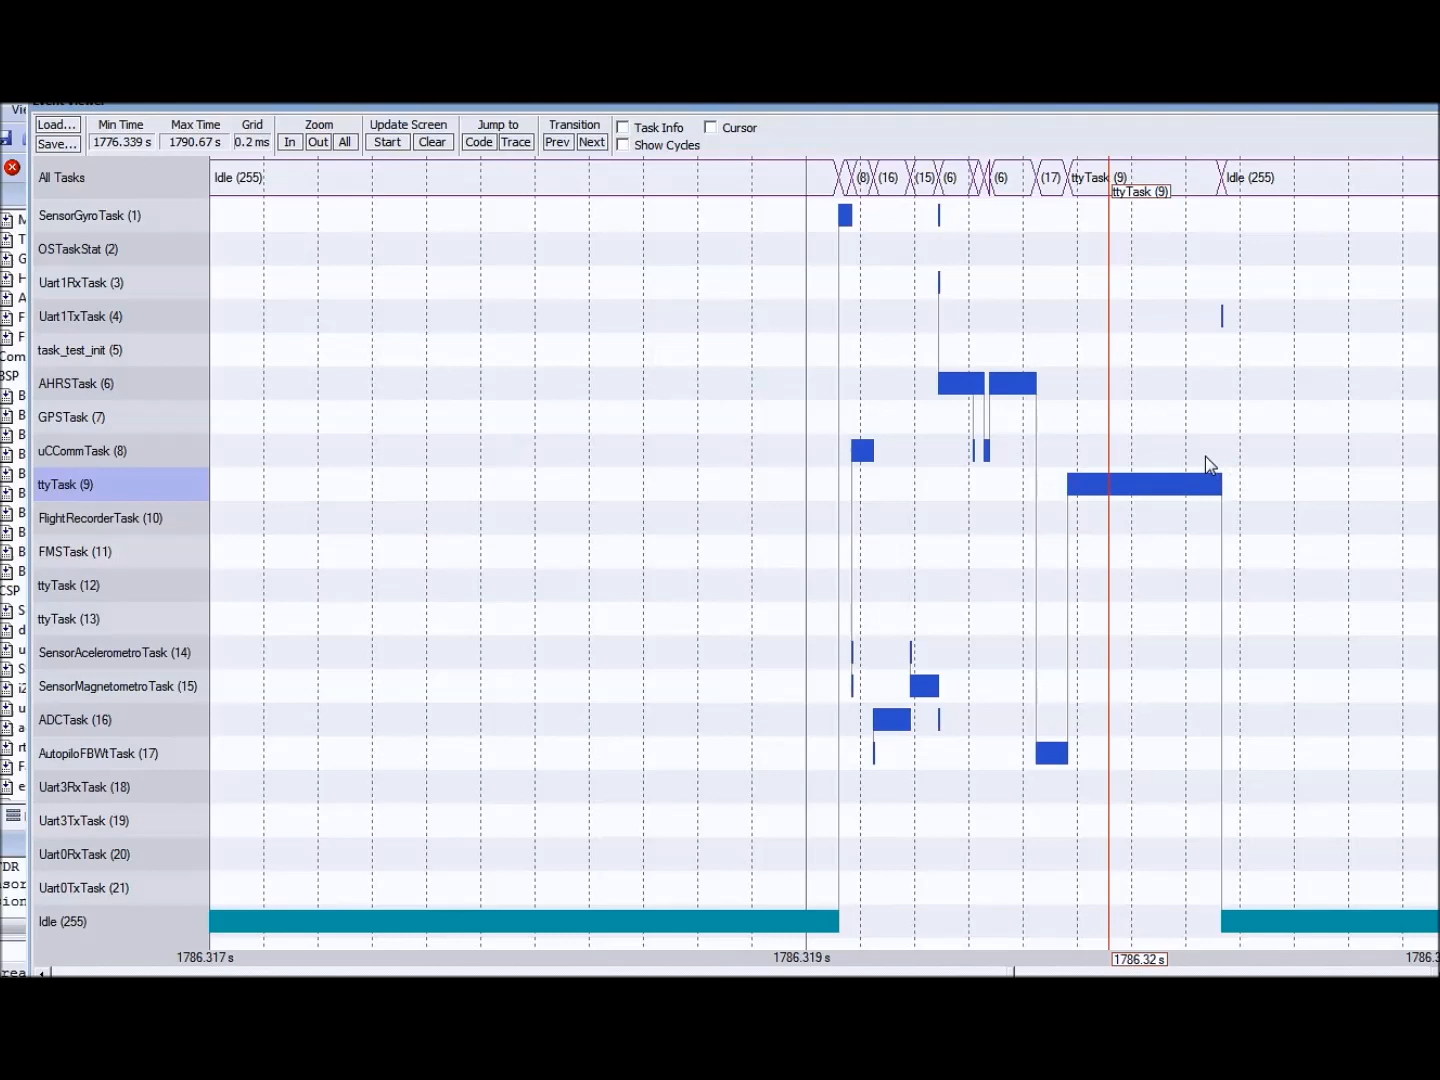 Event Viewer
Vie
Load...
Min Time
Max Time
Grid
Zoom
Update Screen
Jump to
Transition
Task Info
Cursor
Save...
1776.339 s
1790.67 s
0.2 ms
In
Out
All
Start
Clear
Code
Trace
Prev
Next
Show Cycles
All Tasks
Idle (255)
(8)
(16)
(15)
(6)
(6)
(17)
ttyTask (9)
Idle (255)
ttyTask (9)
SensorGyroTask (1)
OSTaskStat (2)
Uart1RxTask (3)
Uart1TxTask (4)
task_test_init (5)
AHRSTask (6)
GPSTask (7)
uCCommTask (8)
ttyTask (9)
FlightRecorderTask (10)
FMSTask (11)
ttyTask (12)
ttyTask (13)
SensorAcelerometroTask (14)
SensorMagnetometroTask (15)
ADCTask (16)
AutopiloFBWtTask (17)
Uart3RxTask (18)
Uart3TxTask (19)
Uart0RxTask (20)
Uart0TxTask (21)
Idle (255)
1786.317 s
1786.319 s
1786.32 s
1786.3